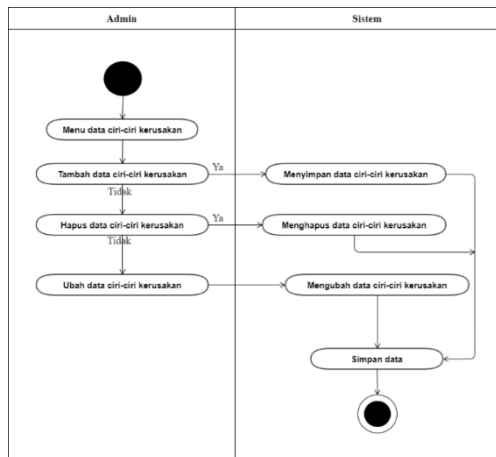 Admin
Sistem
Menu data ciri-ciri kerusakan
Tambah data ciri-ciri kerusakan
Ya
Menyimpan data ciri-ciri kerusakan
Tidak
Hapus data ciri-ciri kerusakan
Ya
Menghapus data ciri-ciri kerusakan
Tidak
Ubah data ciri-ciri kerusakan
Mengubah data ciri-ciri kerusakan
Simpan data